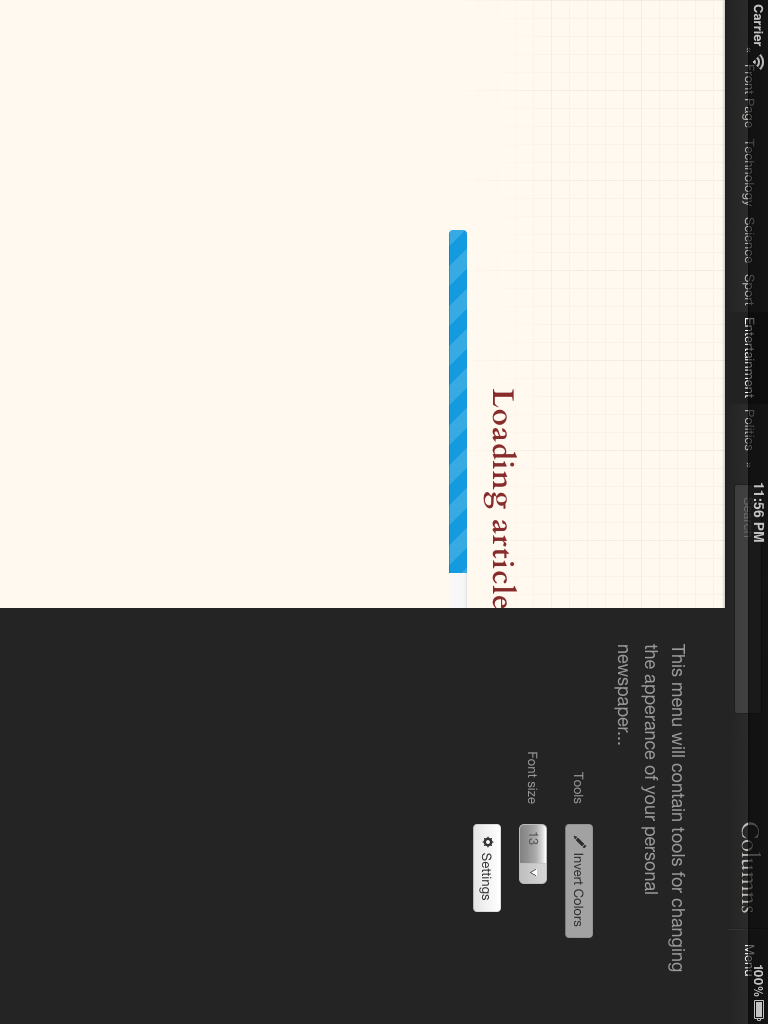 Carrier 11:56 PM 100%
« Front Page Technology Science Sport Entertainment Politics » Search Columns Menu
Loading article
This menu will contain tools for changing
the apperance of your personal
newspaper...
Tools Invert Colors
Font size 13
Settings